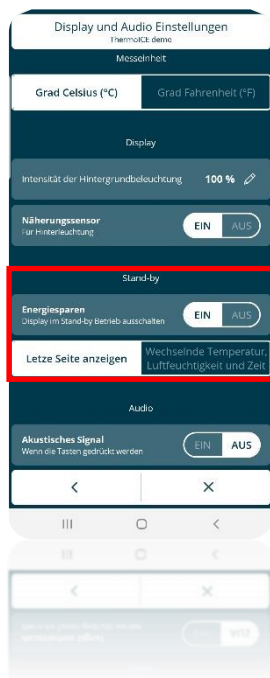 Display und Audio Einstellungen
ThermoICE demo
Messeinheit
Grad Celsius (°C)
Grad Fahrenheit (°F)
Display
Intensität der Hintergrundbeleuchtung 100 %
Näherungssensor
Für Hinterleuchtung
EIN AUS
Stand-by
Energiesparen
Display im Stand-by Betrieb ausschalten
EIN AUS
Letze Seite anzeigen
Wechselnde Temperatur,
Luftfeuchtigkeit und Zeit
Audio
Akustisches Signal
Wenn die Tasten gedrückt werden
EIN AUS